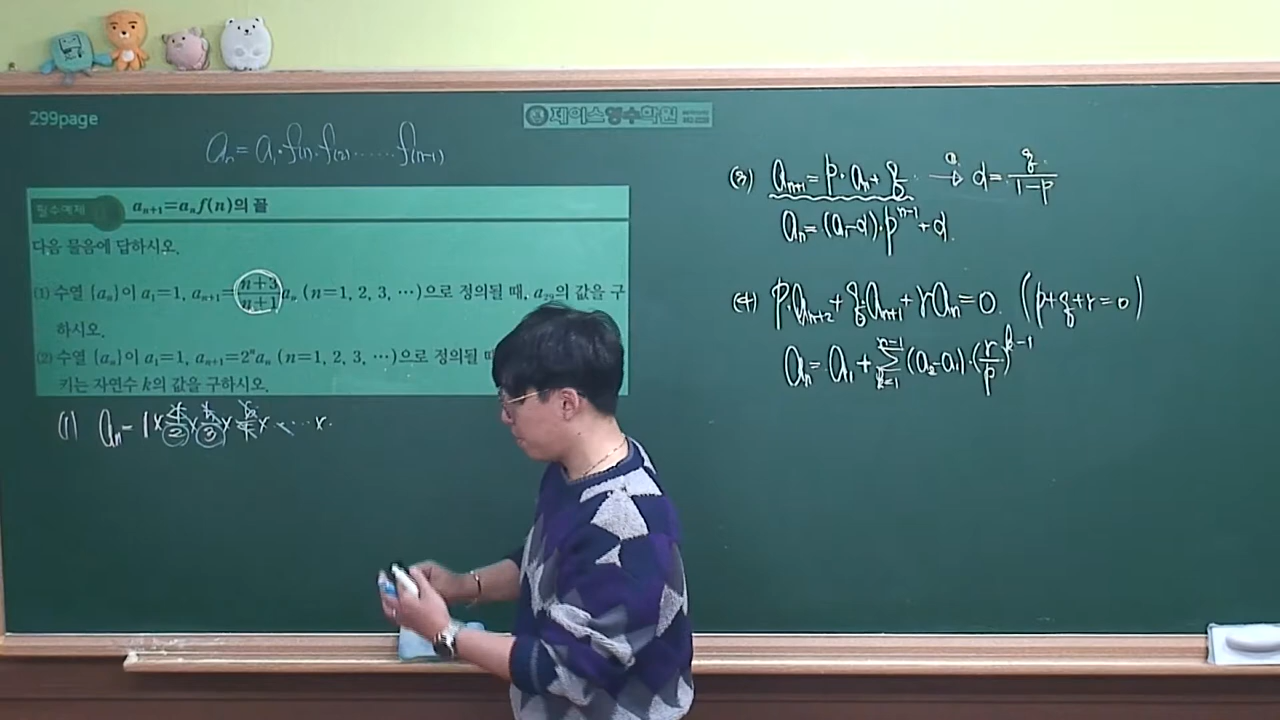 299page
제이스영수학원
aₙ = a₁·f(1)·f(2)······f(n-1)
필수예제
aₙ₊₁=aₙf(n)의 꼴
다음 물음에 답하시오.
(1) 수열 {aₙ}이 a₁=1, aₙ₊₁=(n+3)/(n+1) aₙ (n=1, 2, 3, ⋯)으로 정의될 때, a₂₉의 값을 구
하시오.
(2) 수열 {aₙ}이 a₁=1, aₙ₊₁=2ⁿaₙ (n=1, 2, 3, ⋯)으로 정의될 때
키는 자연수 k의 값을 구하시오.
(1) aₙ= 1×4/2×5/3×
(3) aₙ₊₁=p·aₙ+q → α=q/(1-p)
aₙ=(a₁-α)·pⁿ⁻¹+α.
(4) p·aₙ₊₂+qaₙ₊₁+raₙ=0. (p+q+r=0)
aₙ=a₁+∑ₖ₌₁ⁿ⁻¹(a₂-a₁)·(r/p)ᵏ⁻¹